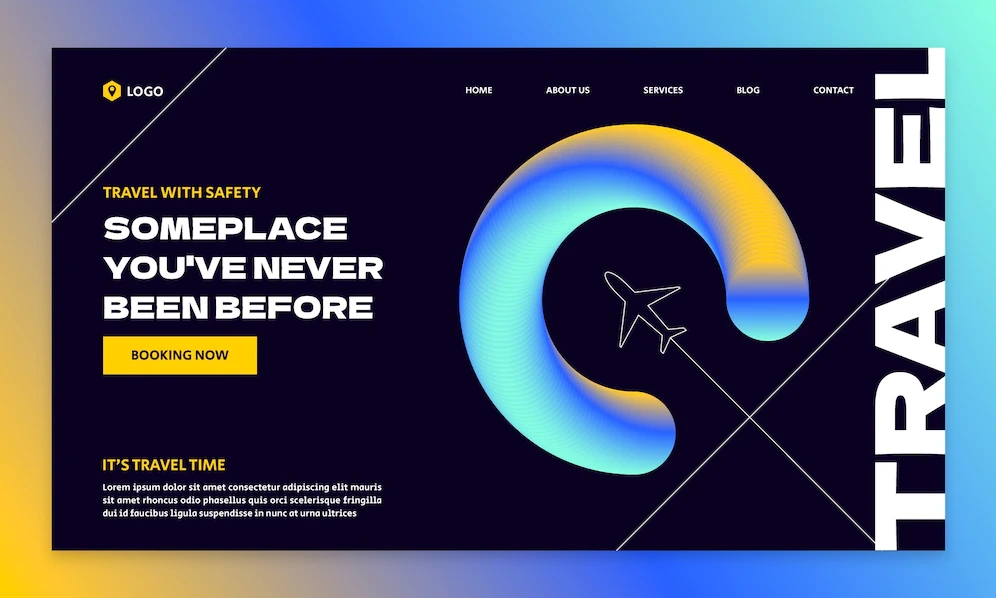 LOGO
HOME
ABOUT US
SERVICES
BLOG
CONTACT
TRAVEL WITH SAFETY
SOMEPLACE
YOU'VE NEVER
BEEN BEFORE
BOOKING NOW
IT'S TRAVEL TIME
Lorem ipsum dolor sit amet consectetur adipiscing elit mauris
sit amet rhoncus odio phasellus quis orci scelerisque fringilla
dui id faucibus ligula suspendisse in nunc at urna ultrices
TRAVEL